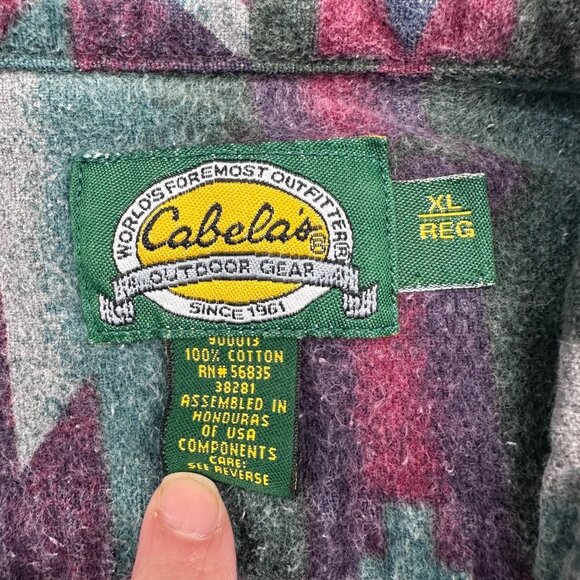 WORLD'S FOREMOST OUTFITTER®
Cabela's®
OUTDOOR GEAR
SINCE 1961
XL
REG
900013
100% COTTON
RN# 56835
38281
ASSEMBLED IN
HONDURAS
OF USA
COMPONENTS
CARE:
SEE REVERSE